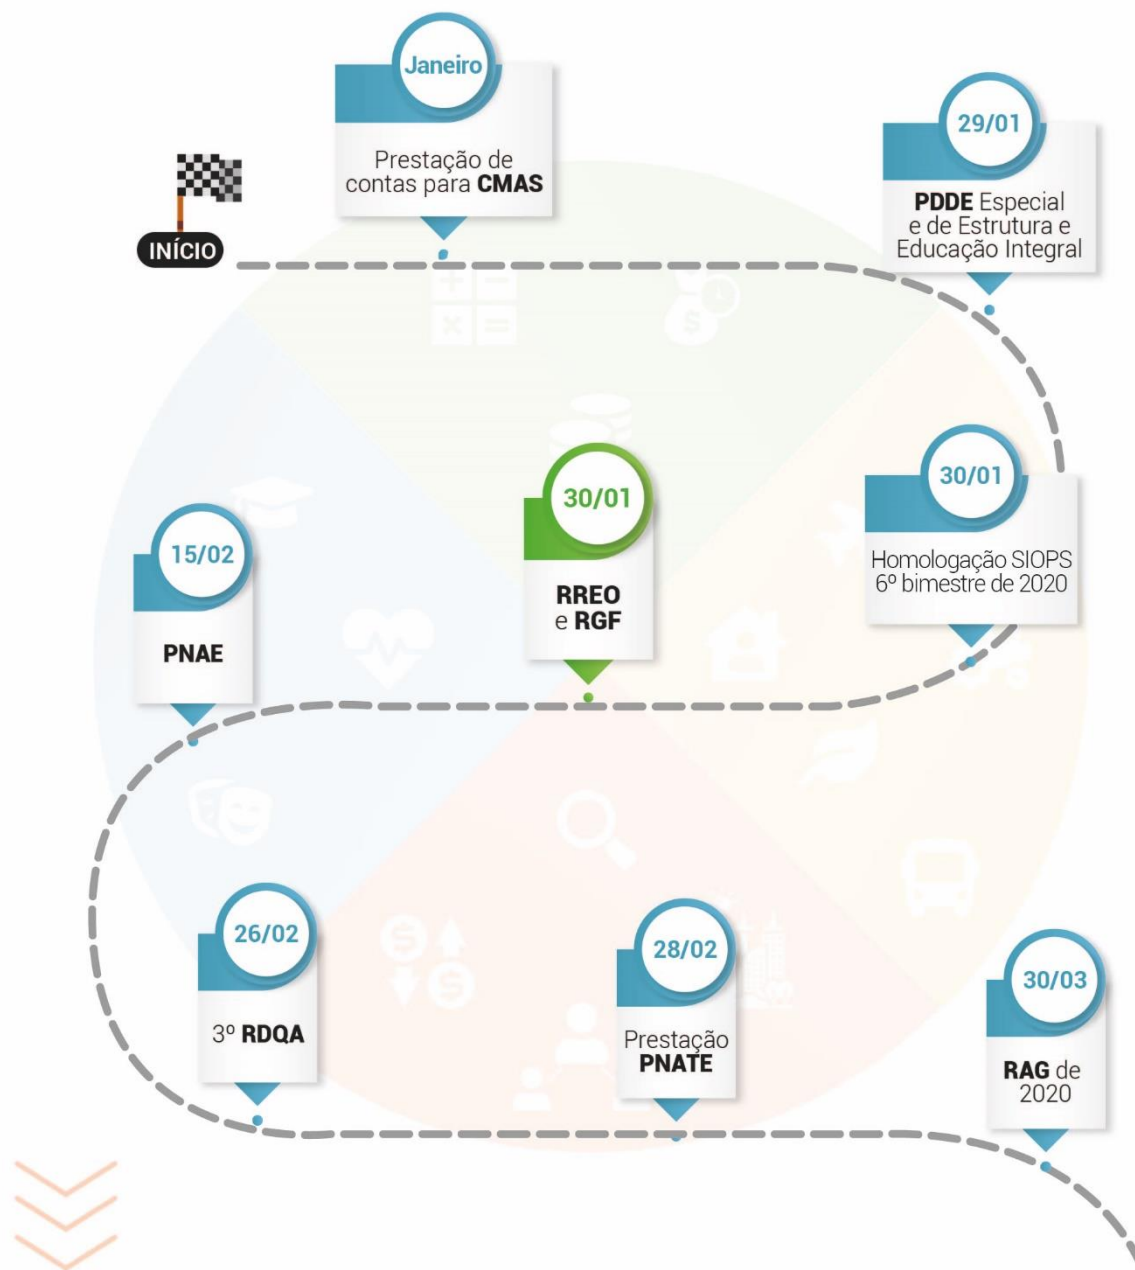 Janeiro
Prestação de
contas para CMAS
INÍCIO
29/01
PDDE Especial
e de Estrutura e
Educação Integral
30/01
Homologação SIOPS
6º bimestre de 2020
30/01
RREO
e RGF
15/02
PNAE
26/02
3º RDQA
28/02
Prestação
PNATE
30/03
RAG de
2020